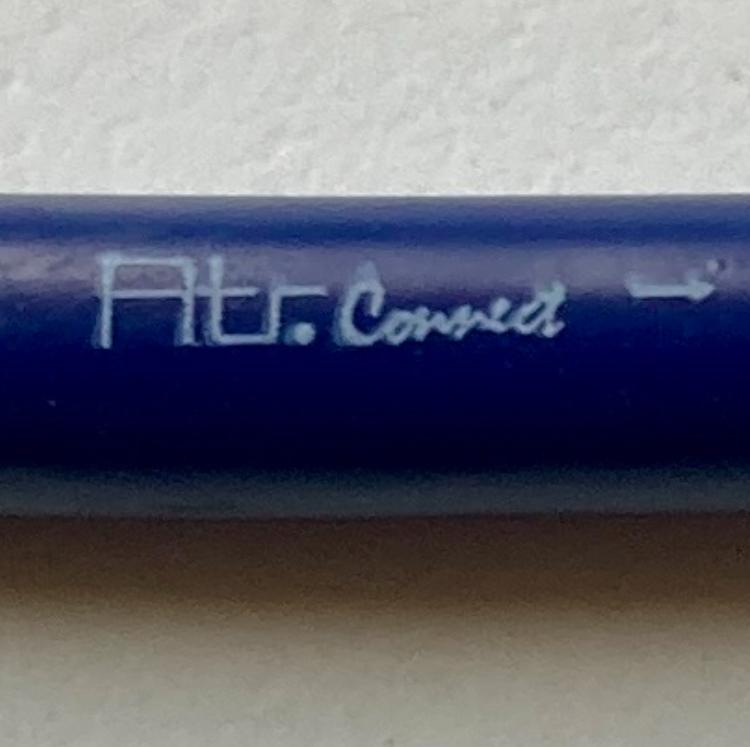 Atr. Connect →